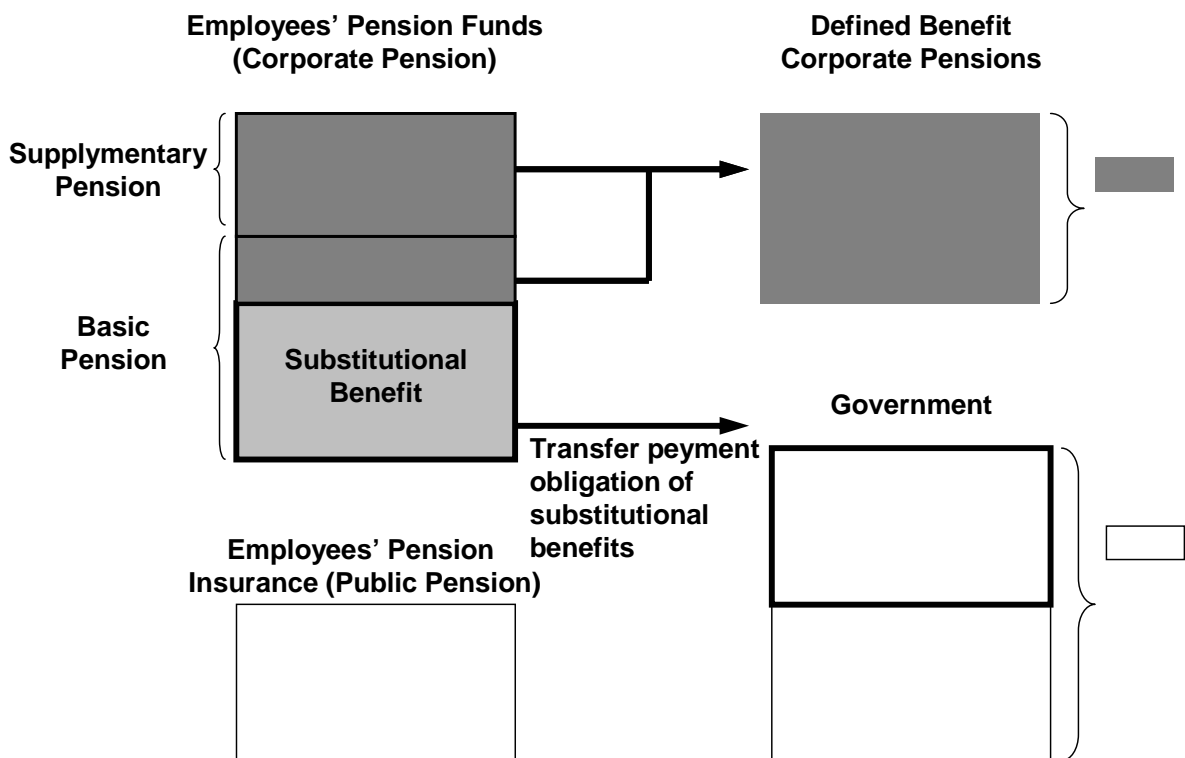 Employees’ Pension Funds
(Corporate Pension)
Defined Benefit
Corporate Pensions
Supplymentary
Pension
Basic
Pension
Substitutional
Benefit
Government
Transfer peyment
obligation of
substitutional
benefits
Employees’ Pension
Insurance (Public Pension)